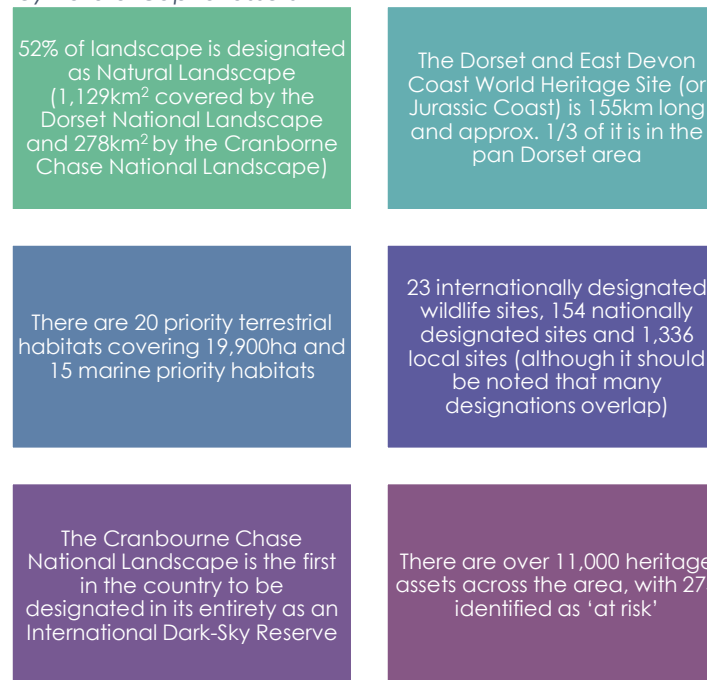 52% of landscape is designated
as Natural Landscape
(1,129km² covered by the
Dorset National Landscape
and 278km² by the Cranborne
Chase National Landscape)
The Dorset and East Devon
Coast World Heritage Site (or
Jurassic Coast) is 155km long
and approx. 1/3 of it is in the
pan Dorset area
There are 20 priority terrestrial
habitats covering 19,900ha and
15 marine priority habitats
23 internationally designated
wildlife sites, 154 nationally
designated sites and 1,336
local sites (although it should
be noted that many
designations overlap)
The Cranbourne Chase
National Landscape is the first
in the country to be
designated in its entirety as an
International Dark-Sky Reserve
There are over 11,000 heritage
assets across the area, with
identified as ‘at risk’